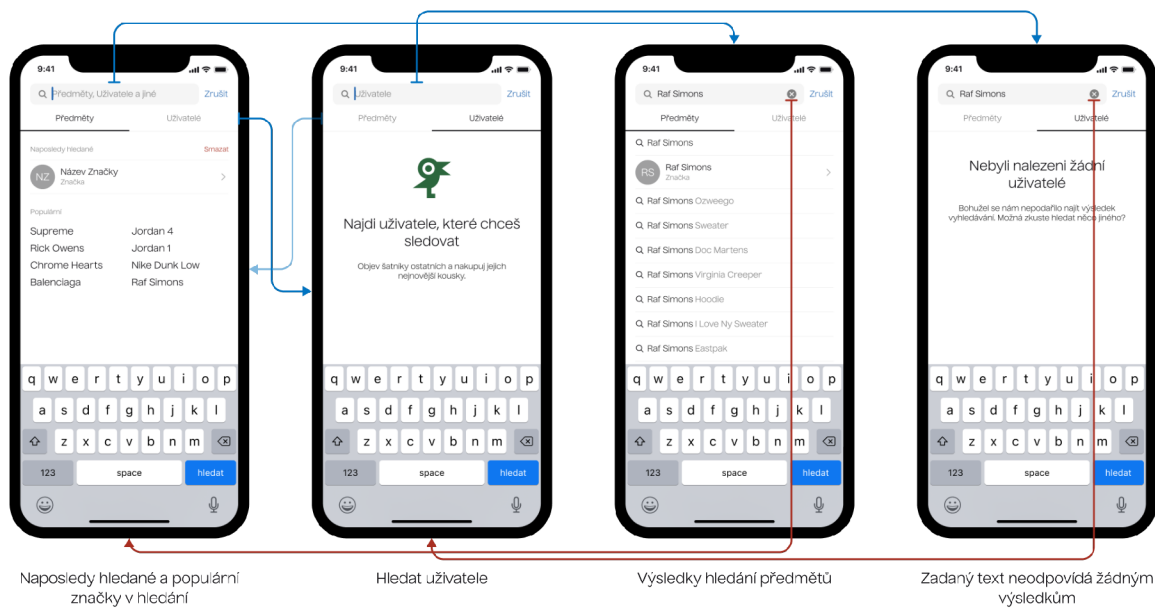 9:41
Předměty, Uživatele a jiné
Zrušit
Předměty
Uživatelé
Naposledy hledané
Smazat
NZ
Název Značky
Značka
Populární
Supreme
Jordan 4
Rick Owens
Jordan 1
Chrome Hearts
Nike Dunk Low
Balenciaga
Raf Simons
q w e r t y u i o p
a s d f g h j k l
z x c v b n m
123
space
hledat
Naposledy hledané a populární
značky v hledání
9:41
Uživatele
Zrušit
Předměty
Uživatelé
Najdi uživatele, které chceš
sledovat
Objev šatníky ostatních a nakupuj jejich
nejnovější kousky.
q w e r t y u i o p
a s d f g h j k l
z x c v b n m
123
space
hledat
Hledat uživatele
9:41
Raf Simons
Zrušit
Předměty
Uživatelé
Raf Simons
RS
Raf Simons
Značka
Raf Simons Ozweego
Raf Simons Sweater
Raf Simons Doc Martens
Raf Simons Virginia Creeper
Raf Simons Hoodie
Raf Simons I Love Ny Sweater
Raf Simons Eastpak
q w e r t y u i o p
a s d f g h j k l
z x c v b n m
123
space
hledat
Výsledky hledání předmětů
9:41
Raf Simons
Zrušit
Předměty
Uživatelé
Nebyli nalezeni žádní
uživatelé
Bohužel se nám nepodařilo najít výsledek
vyhledávání. Možná zkuste hledat něco jiného?
q w e r t y u i o p
a s d f g h j k l
z x c v b n m
123
space
hledat
Zadaný text neodpovídá žádným
výsledkům